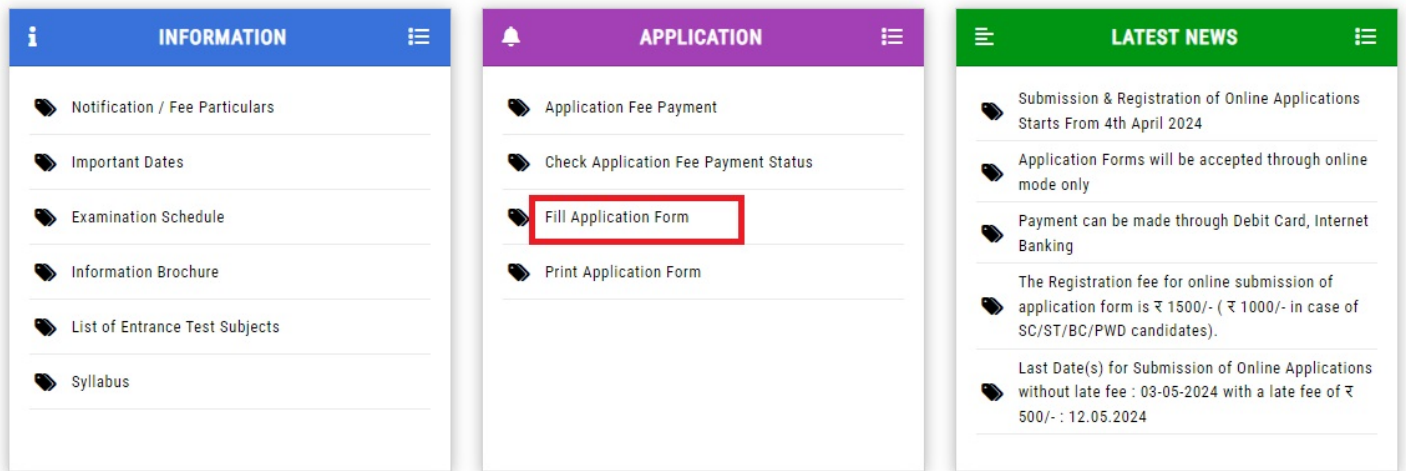 INFORMATION
Notification / Fee Particulars
Important Dates
Examination Schedule
Information Brochure
List of Entrance Test Subjects
Syllabus
APPLICATION
Application Fee Payment
Check Application Fee Payment Status
Fill Application Form
Print Application Form
LATEST NEWS
Submission & Registration of Online Applications
Starts From 4th April 2024
Application Forms will be accepted through online
mode only
Payment can be made through Debit Card, Internet
Banking
The Registration fee for online submission of
application form is ₹ 1500/- ( ₹ 1000/- in case of
SC/ST/BC/PWD candidates).
Last Date(s) for Submission of Online Applications
without late fee : 03-05-2024 with a late fee of ₹
500/- : 12.05.2024